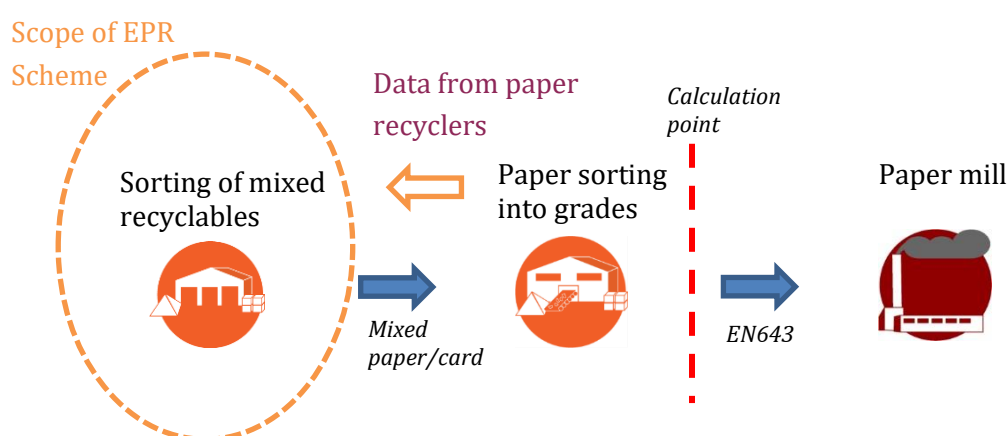 Scope of EPR
Scheme
Data from paper
recyclers
Calculation
point
Sorting of mixed
recyclables
Paper sorting
into grades
Paper mill
Mixed
paper/card
EN643